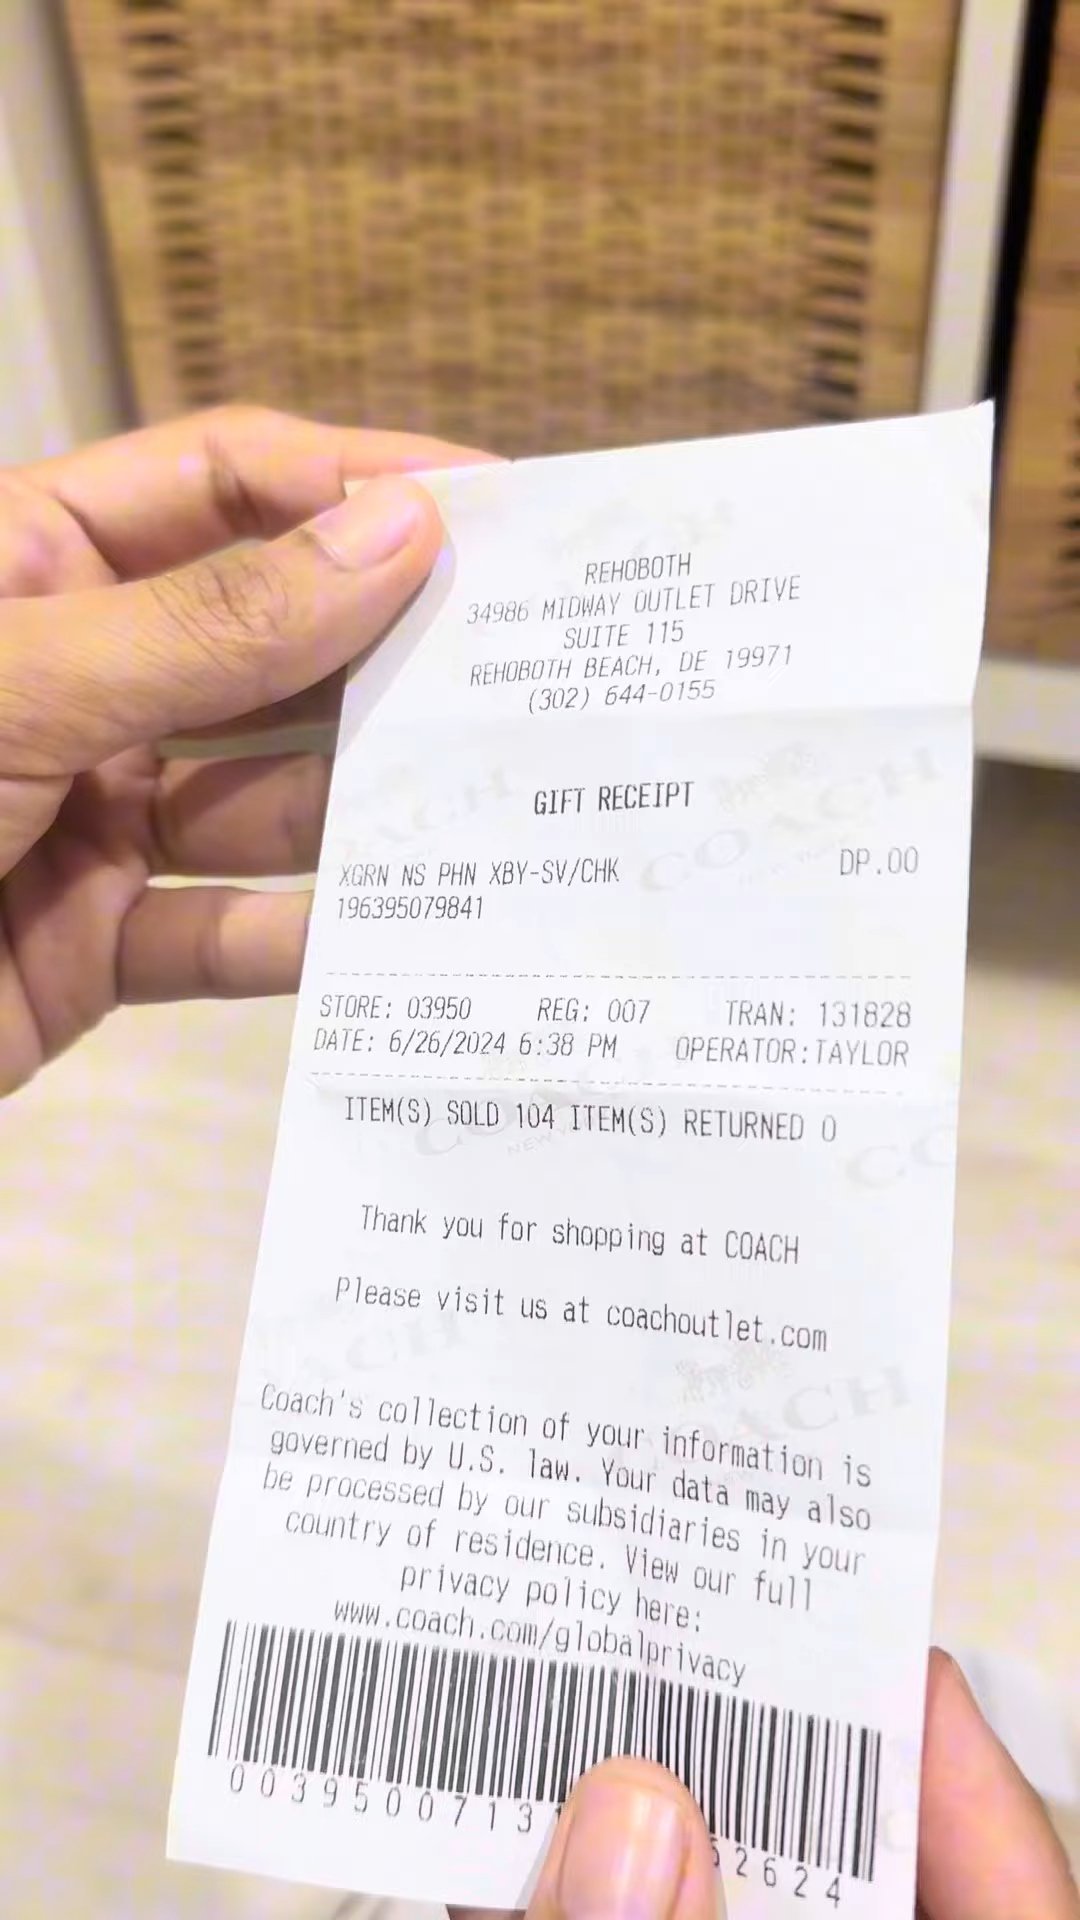 REHOBOTH
34986 MIDWAY OUTLET DRIVE
SUITE 115
REHOBOTH BEACH, DE 19971
(302) 644-0155
GIFT RECEIPT
XGRN NS PHN XBY-SV/CHK DP.00
196395079841
STORE: 03950 REG: 007 TRAN: 131828
DATE: 6/26/2024 6:38 PM OPERATOR:TAYLOR
ITEM(S) SOLD 104 ITEM(S) RETURNED 0
Thank you for shopping at COACH
Please visit us at coachoutlet.com
Coach's collection of your information is
governed by U.S. law. Your data may also
be processed by our subsidiaries in your
country of residence. View our full
privacy policy here:
www.coach.com/globalprivacy
0039500713 2624